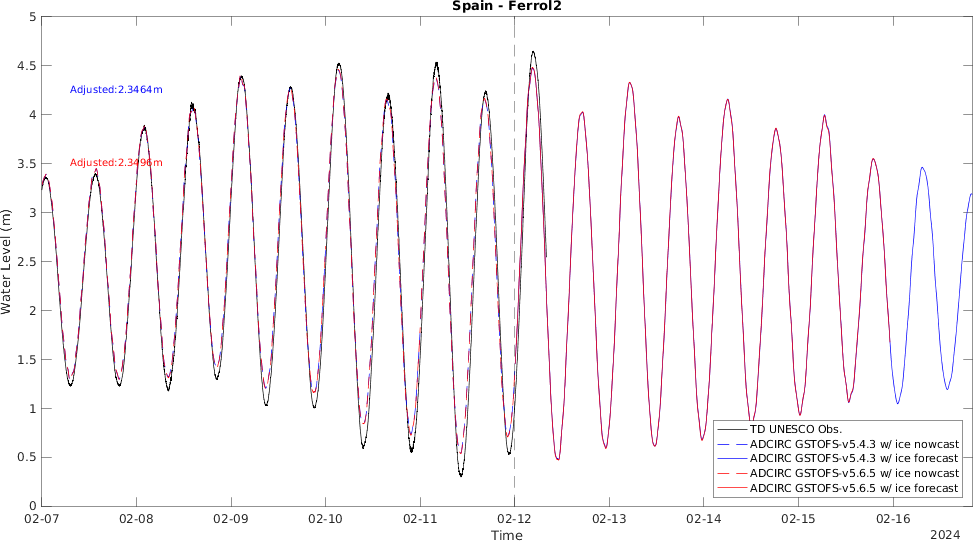 Spain - Ferrol2
5
4.5
4
3.5
3
2.5
2
1.5
1
0.5
0
Water Level (m)
Adjusted:2.3464m
Adjusted:2.3496m
TD UNESCO Obs.
ADCIRC GSTOFS-v5.4.3 w/ ice nowcast
ADCIRC GSTOFS-v5.4.3 w/ ice forecast
ADCIRC GSTOFS-v5.6.5 w/ ice nowcast
ADCIRC GSTOFS-v5.6.5 w/ ice forecast
02-07 02-08 02-09 02-10 02-11 02-12 02-13 02-14 02-15 02-16
Time
2024